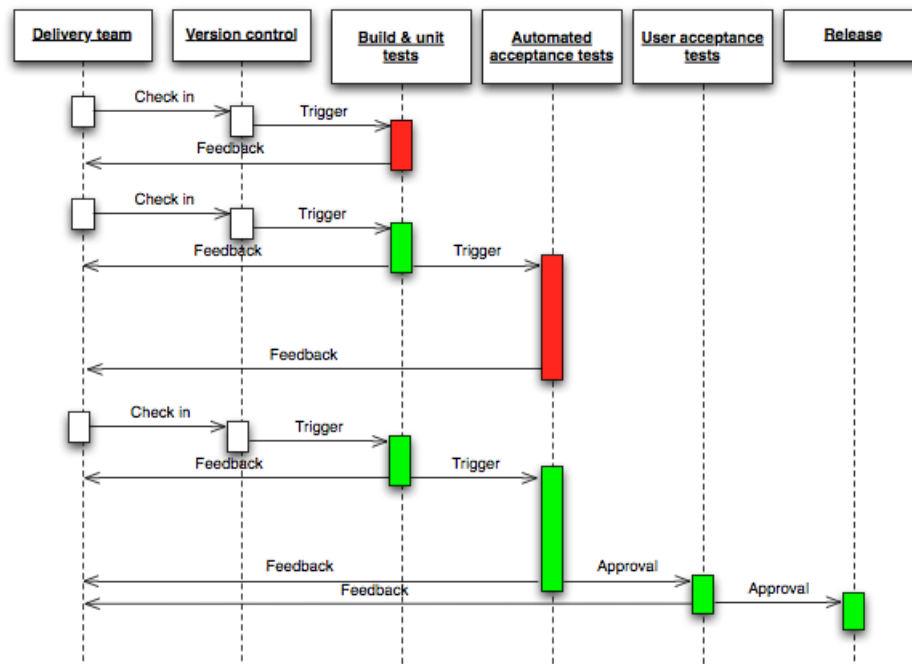 Delivery team
Version control
Build & unit
tests
Automated
acceptance tests
User acceptance
tests
Release
Check in
Trigger
Feedback
Check in
Trigger
Feedback
Trigger
Feedback
Check in
Trigger
Feedback
Trigger
Feedback
Approval
Feedback
Approval